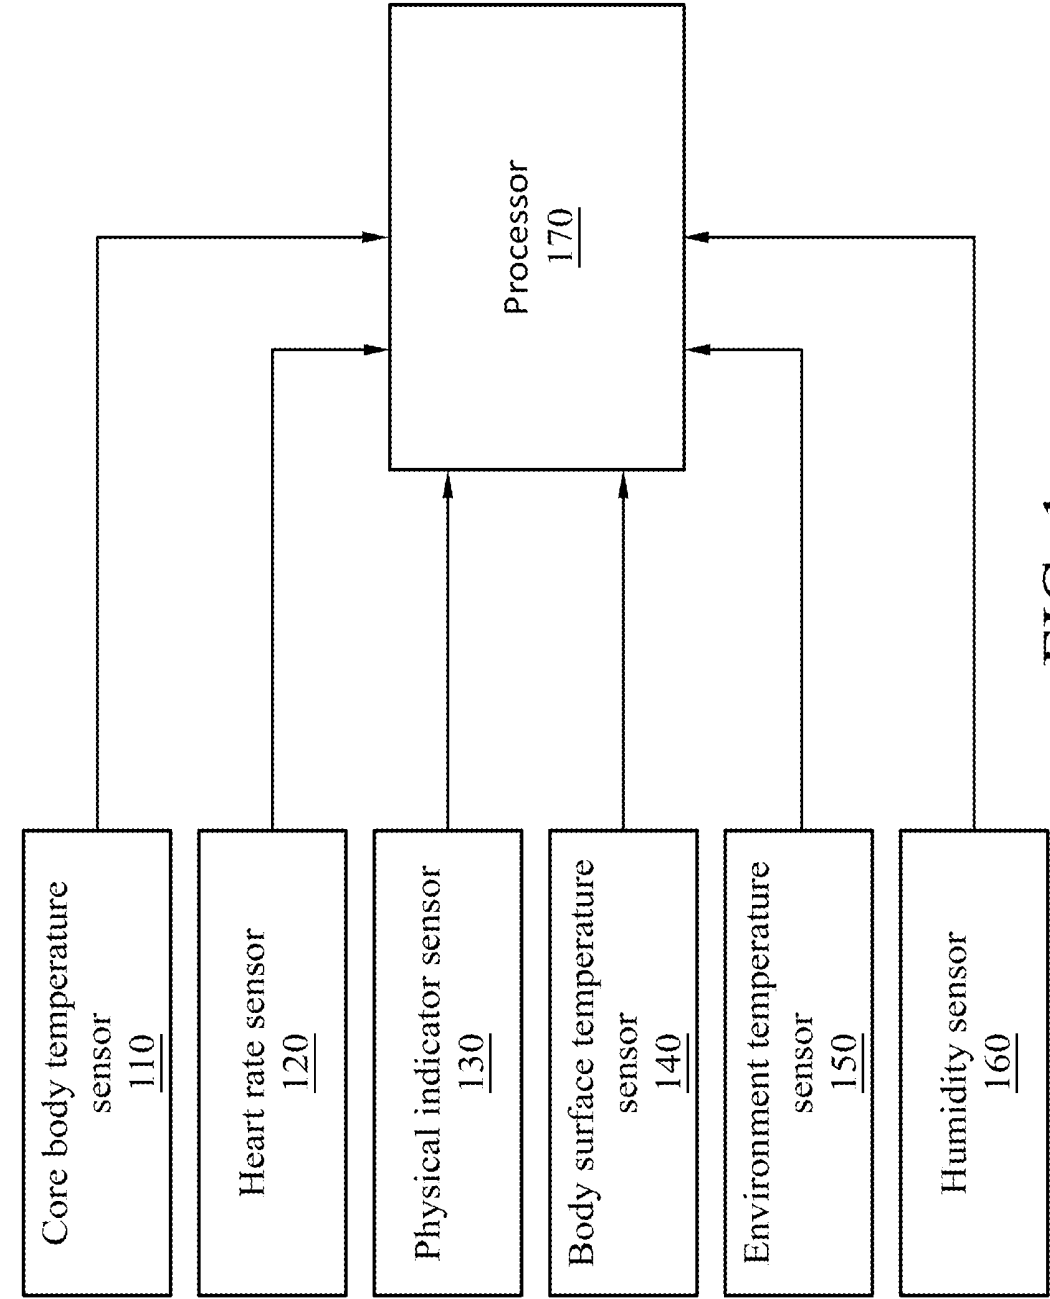 Core body temperature
sensor
110
Heart rate sensor
120
Physical indicator sensor
130
Body surface temperature
sensor
140
Environment temperature
sensor
150
Humidity sensor
160
Processor
170